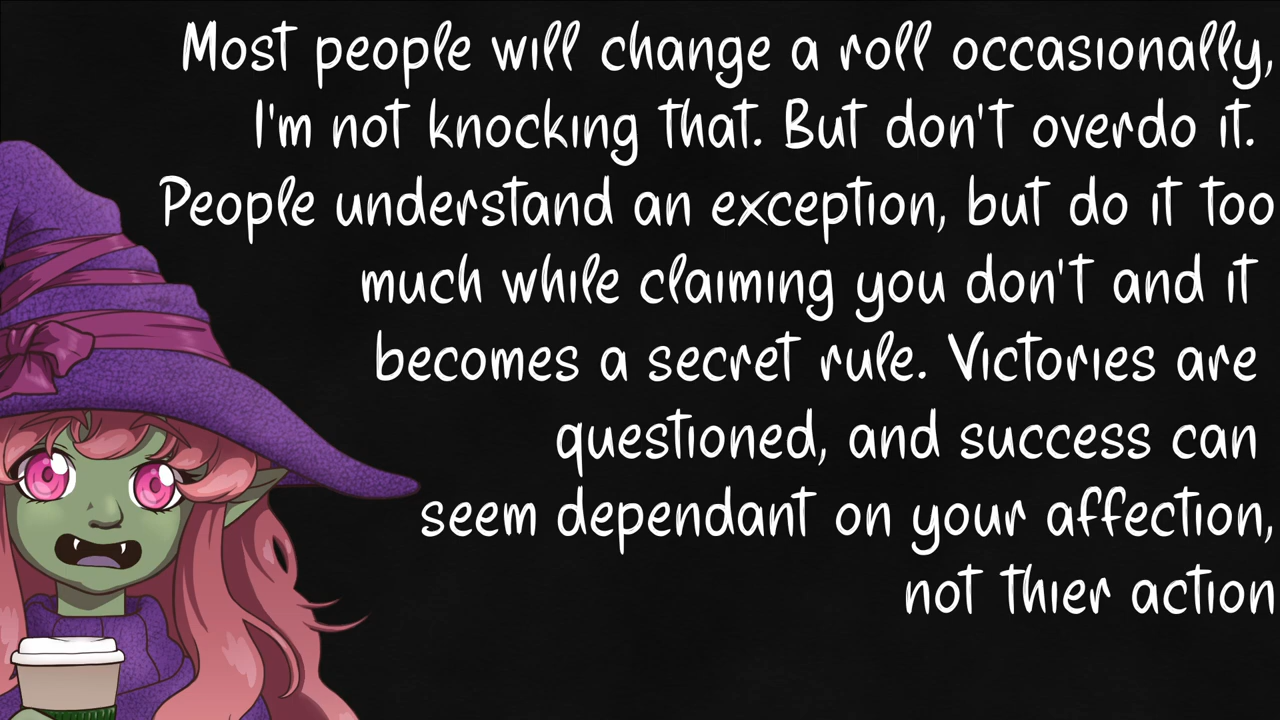 Most people will change a roll occasionally,
I'm not knocking that. But don't overdo it.
People understand an exception, but do it too
much while claiming you don't and it
becomes a secret rule. Victories are
questioned, and success can
seem dependant on your affection,
not thier action